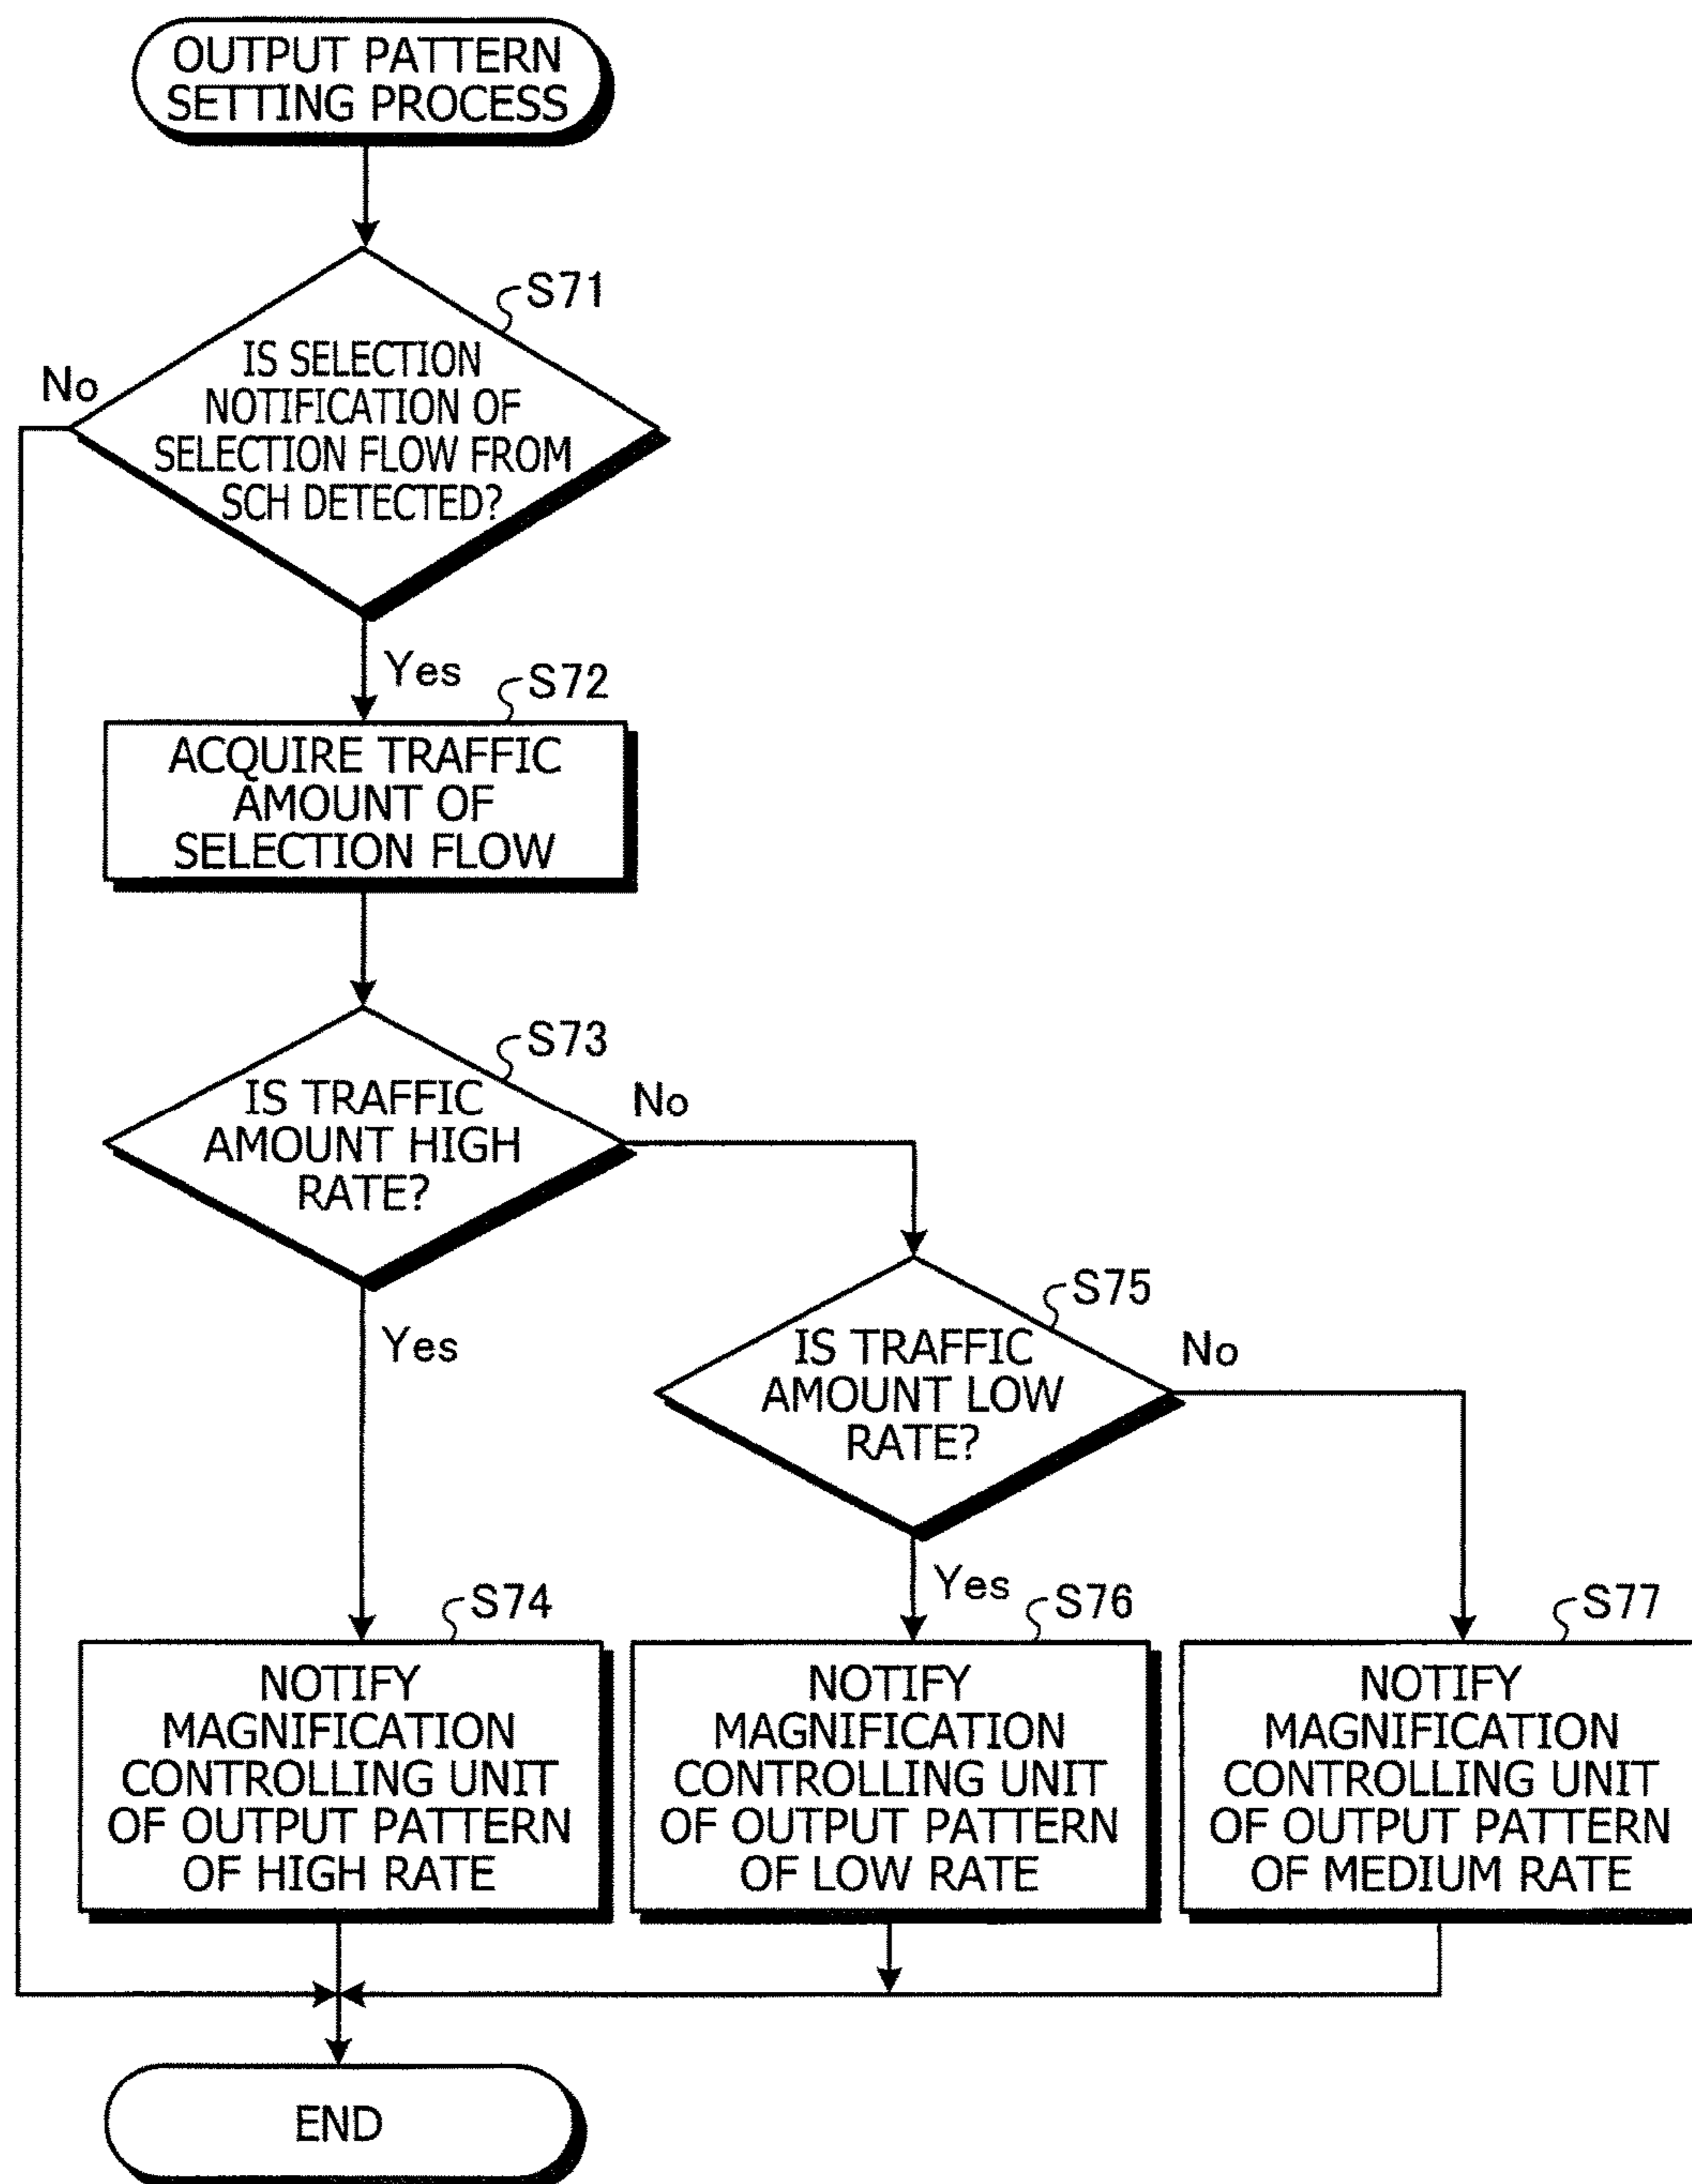 OUTPUT PATTERN
SETTING PROCESS
S71
IS SELECTION
NOTIFICATION OF
SELECTION FLOW FROM
SCH DETECTED?
No
Yes
S72
ACQUIRE TRAFFIC
AMOUNT OF
SELECTION FLOW
S73
IS TRAFFIC
AMOUNT HIGH
RATE?
No
Yes
S75
IS TRAFFIC
AMOUNT LOW
RATE?
No
Yes
S74
NOTIFY
MAGNIFICATION
CONTROLLING UNIT
OF OUTPUT PATTERN
OF HIGH RATE
S76
NOTIFY
MAGNIFICATION
CONTROLLING UNIT
OF OUTPUT PATTERN
OF LOW RATE
S77
NOTIFY
MAGNIFICATION
CONTROLLING UNIT
OF OUTPUT PATTERN
OF MEDIUM RATE
END